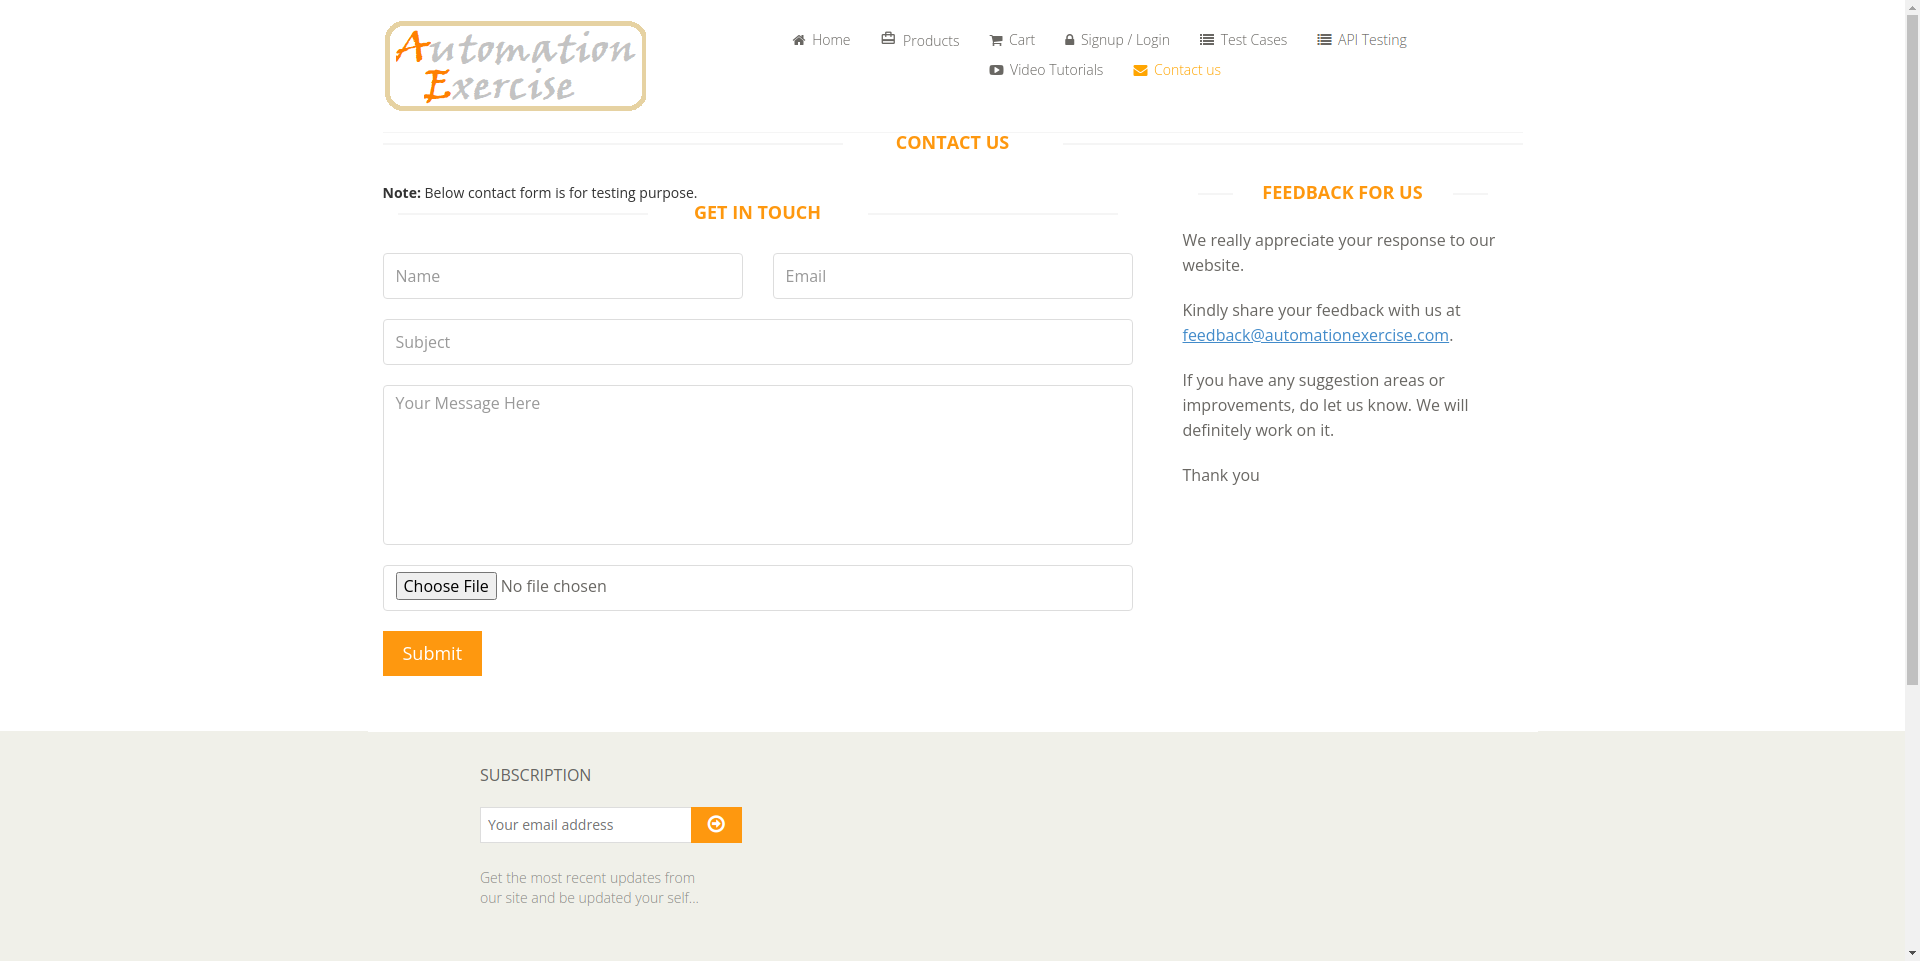 Automation
Exercise
Home
Products
Cart
Signup / Login
Test Cases
API Testing
Video Tutorials
Contact us
CONTACT US
Note: Below contact form is for testing purpose.
GET IN TOUCH
Name
Email
Subject
Your Message Here
Choose File No file chosen
Submit
FEEDBACK FOR US
We really appreciate your response to our
website.
Kindly share your feedback with us at
feedback@automationexercise.com.
If you have any suggestion areas or
improvements, do let us know. We will
definitely work on it.
Thank you
SUBSCRIPTION
Your email address
Get the most recent updates from
our site and be updated your self...